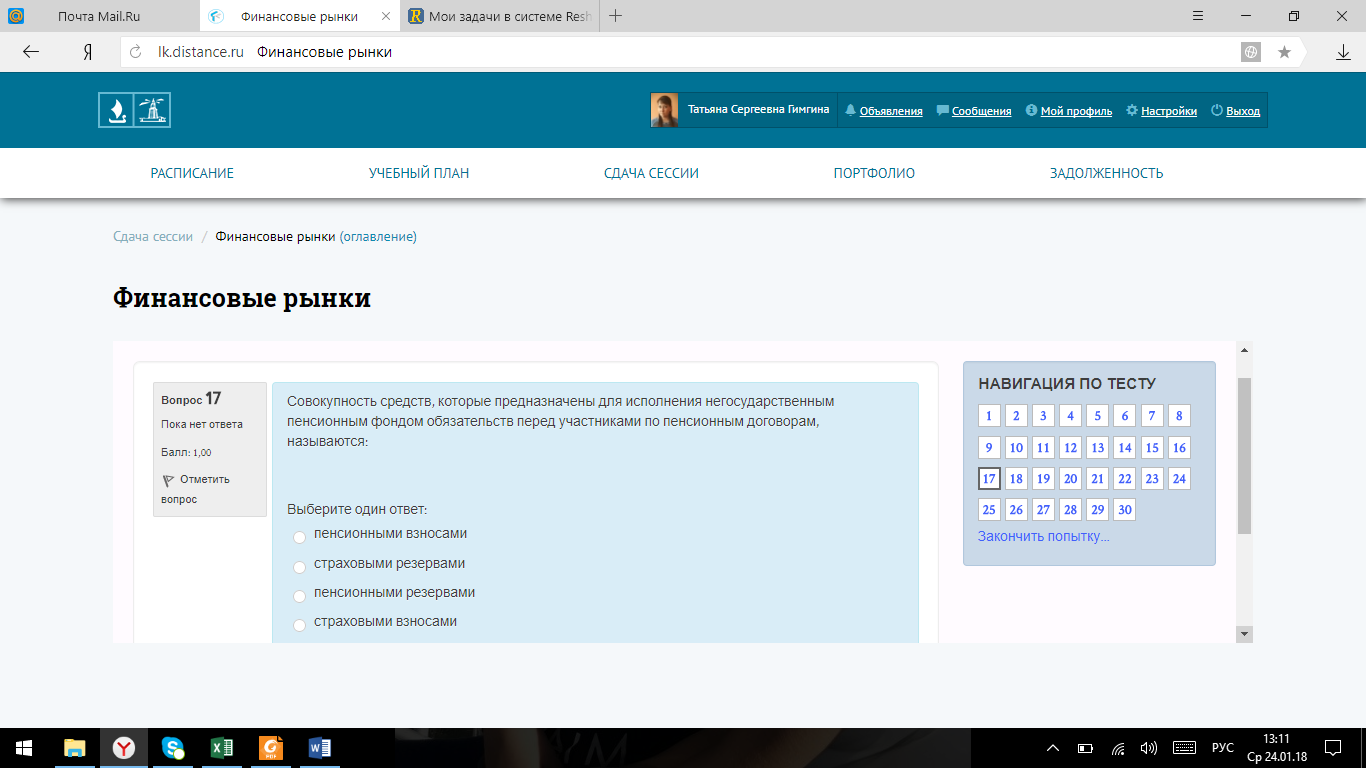 Почта Mail.Ru
Финансовые рынки
Мои задачи в системе Resh
Я
lk.distance.ru Финансовые рынки
Татьяна Сергеевна Гимгина
Объявления
Сообщения
Мой профиль
Настройки
Выход
РАСПИСАНИЕ
УЧЕБНЫЙ ПЛАН
СДАЧА СЕССИИ
ПОРТФОЛИО
ЗАДОЛЖЕННОСТЬ
Сдача сессии / Финансовые рынки (оглавление)
Финансовые рынки
Вопрос 17
Пока нет ответа
Балл: 1,00
Отметить
вопрос
Совокупность средств, которые предназначены для исполнения негосударственным
пенсионным фондом обязательств перед участниками по пенсионным договорам,
называются:
Выберите один ответ:
пенсионными взносами
страховыми резервами
пенсионными резервами
страховыми взносами
НАВИГАЦИЯ ПО ТЕСТУ
1 2 3 4 5 6 7 8
9 10 11 12 13 14 15 16
17 18 19 20 21 22 23 24
25 26 27 28 29 30
Закончить попытку...
РУС
13:11
Ср 24.01.18